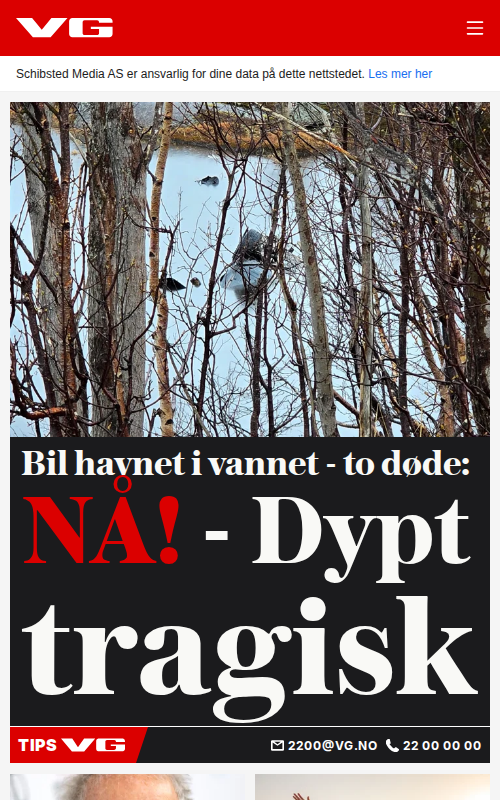 VG
Schibsted Media AS er ansvarlig for dine data på dette nettstedet. Les mer her
Bil havnet i vannet - to døde:
NÅ! - Dypt
tragisk
TIPS VG 2200@VG.NO 22 00 00 00